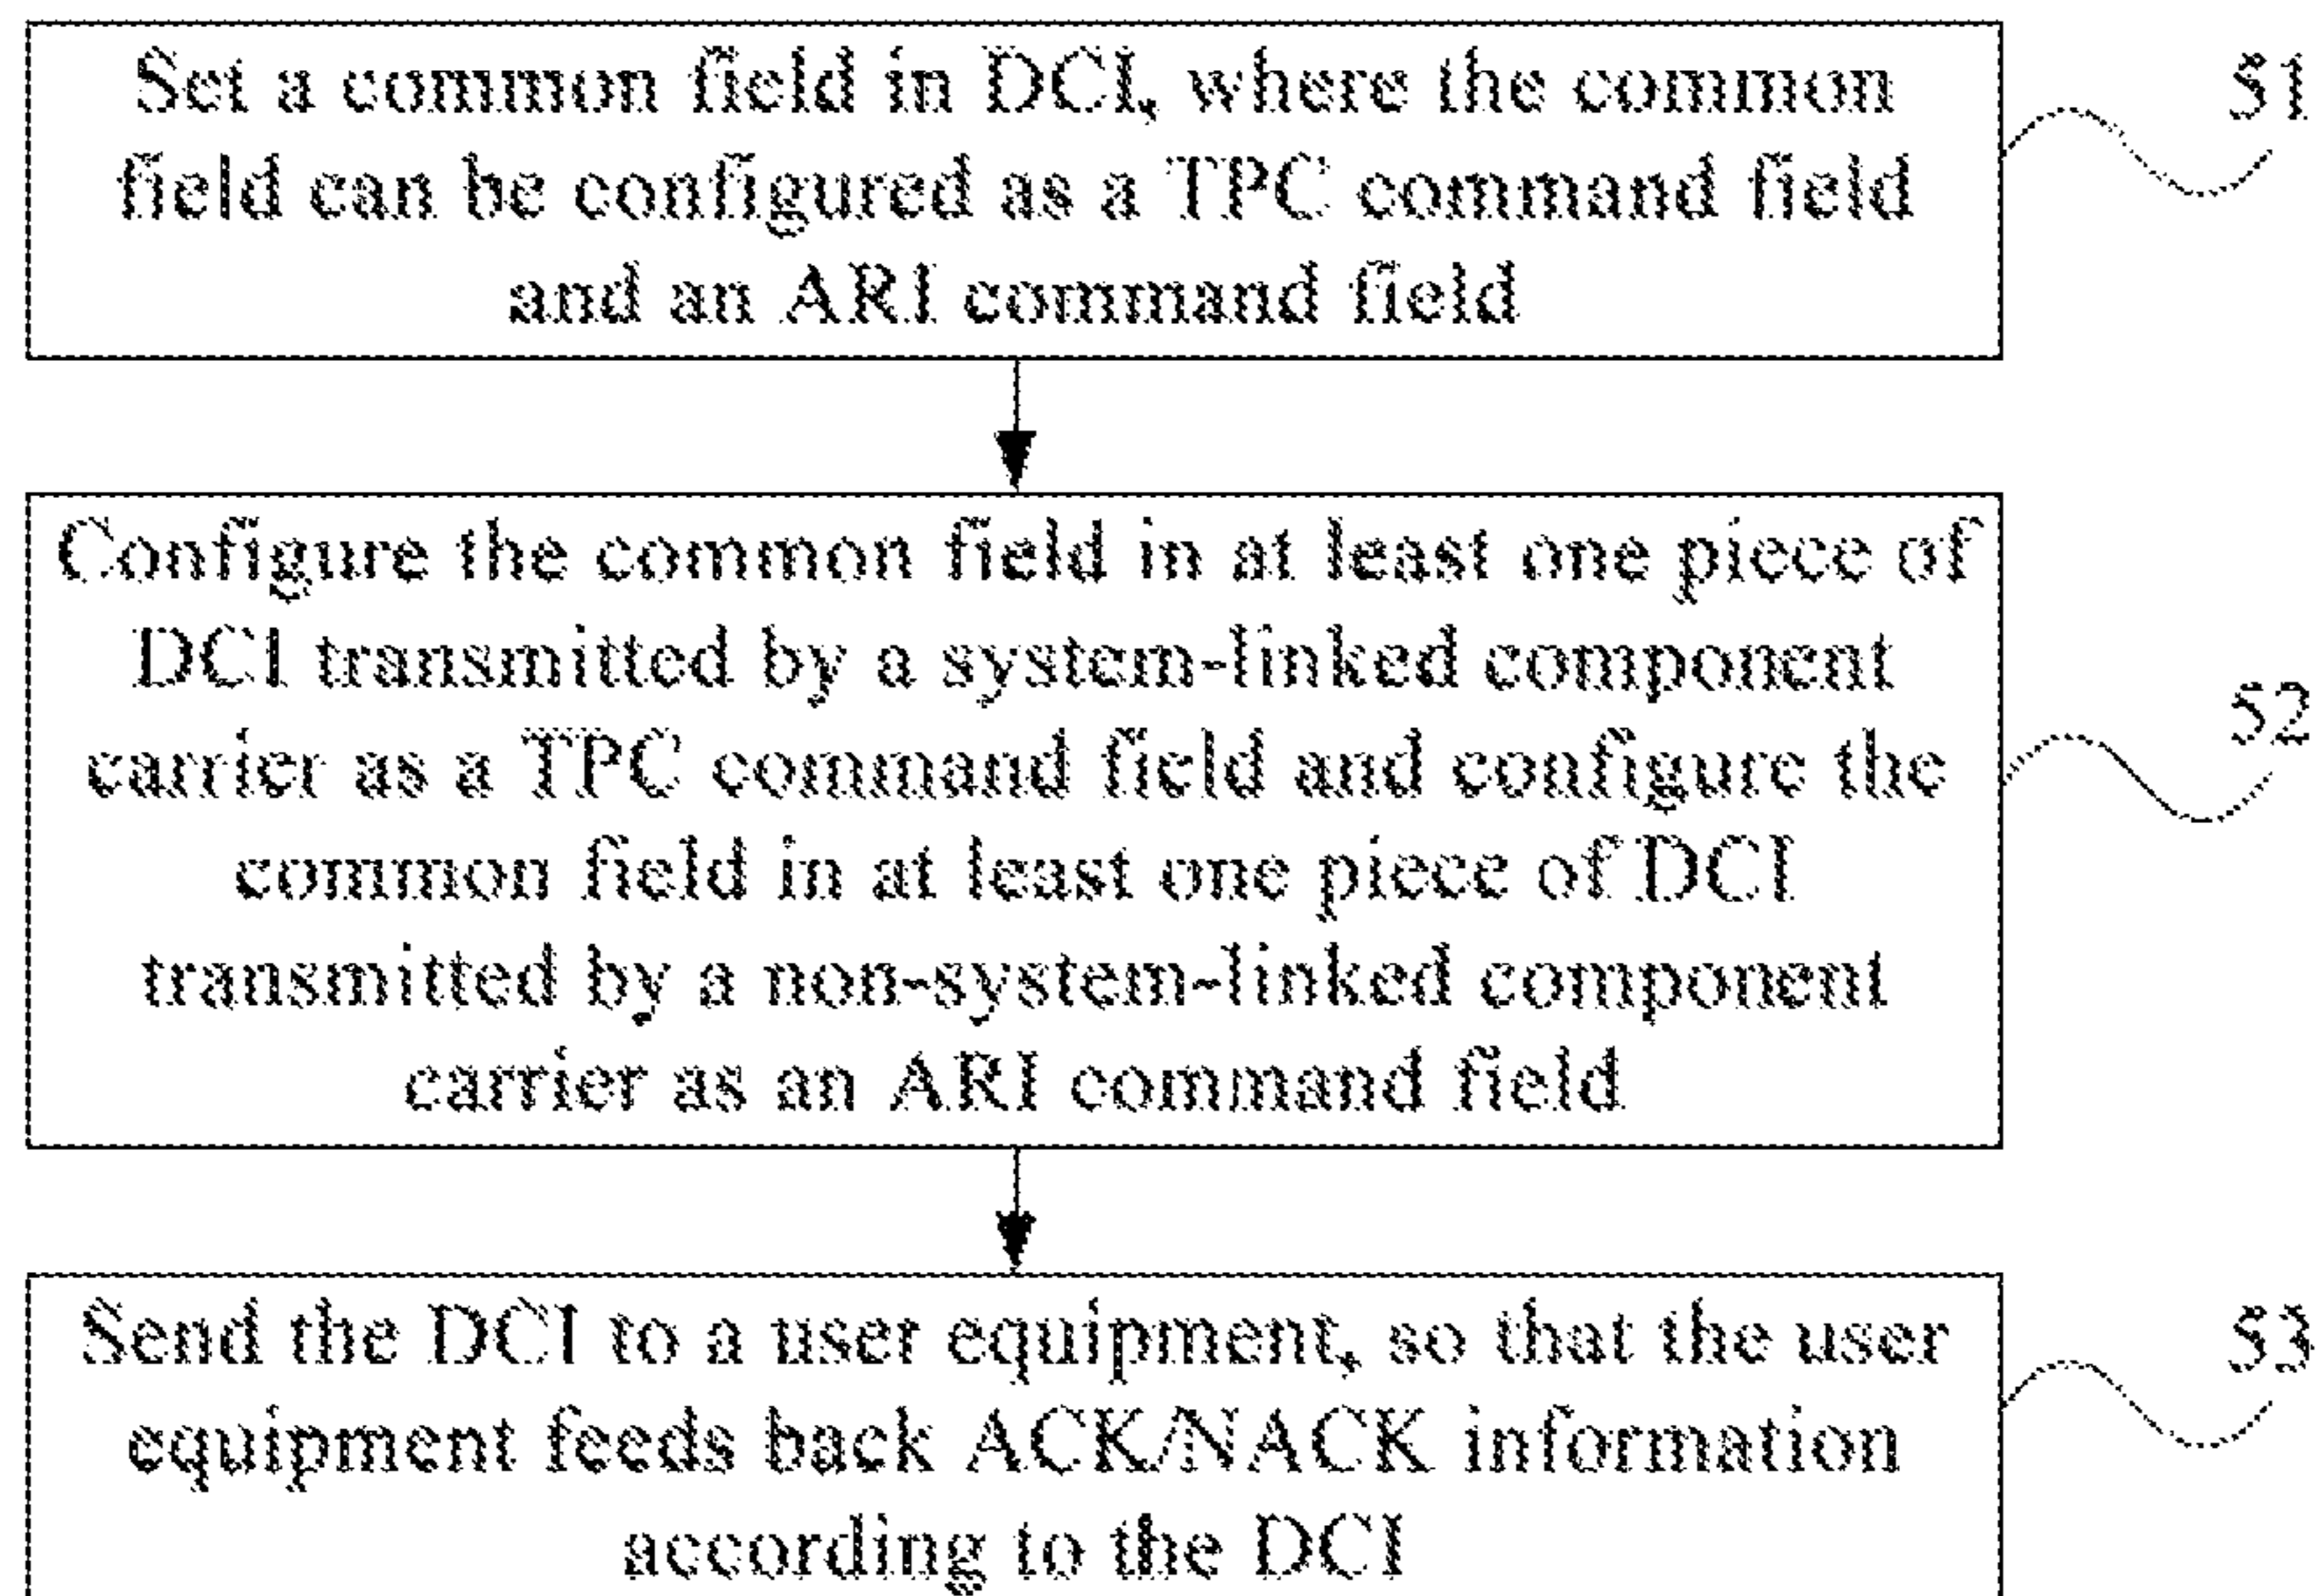 Set a common field in DCI, where the common
field can be configured as a TPC command field
and an ARI command field
51
Configure the common field in at least one piece of
DCI transmitted by a system-linked component
carrier as a TPC command field and configure the
common field in at least one piece of DCI
transmitted by a non-system-linked component
carrier as an ARI command field
52
Send the DCI to a user equipment, so that the user
equipment feeds back ACK/NACK information
according to the DCI
53